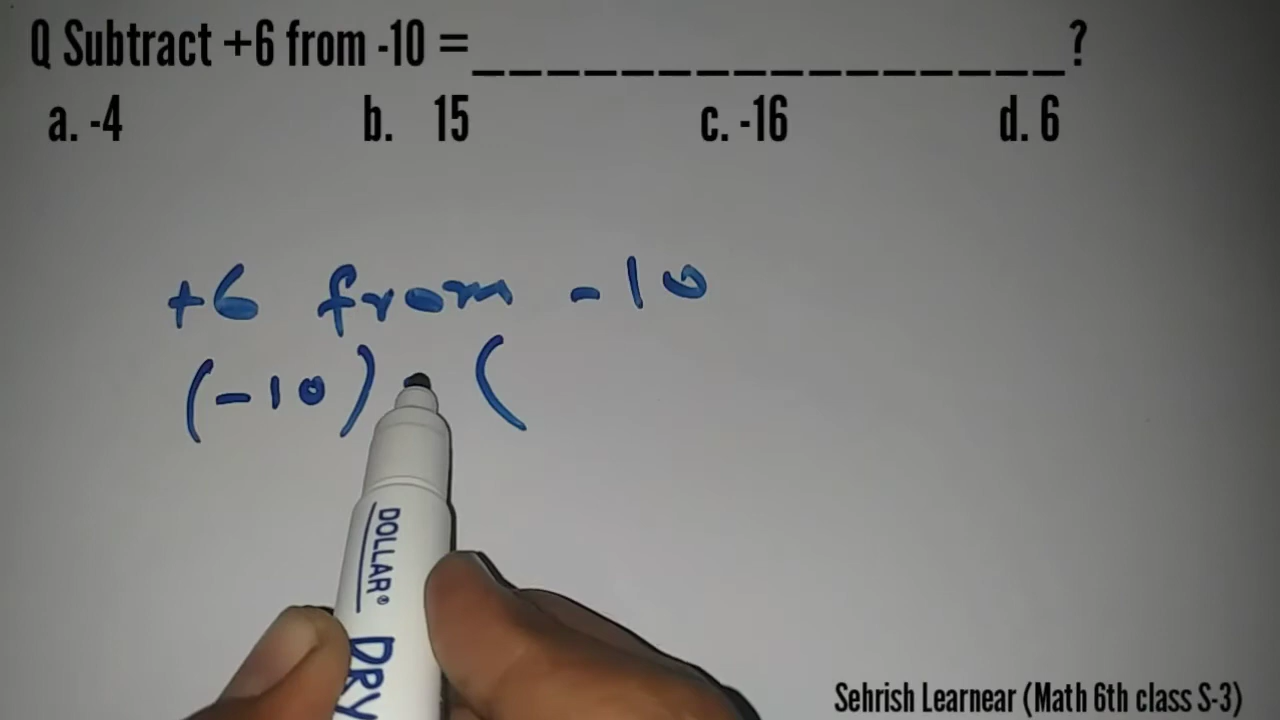 Q Subtract +6 from -10 = _ _ _ _ _ _ _ _ _ _ _ _ _ _ _ _ ?
a. -4 b. 15 c. -16 d. 6
+6 from -10
(-10) (
DOLLAR®
DRY
Sehrish Learnear (Math 6th class S-3)